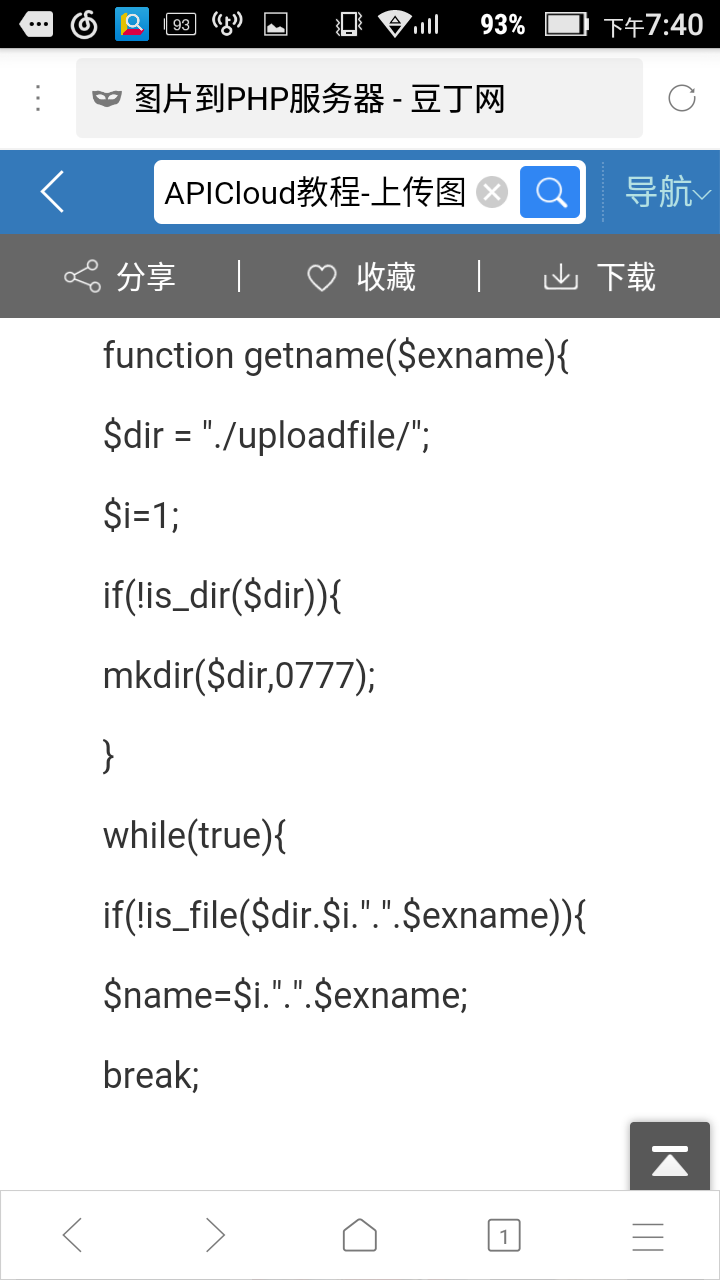 93
93%
下午7:40
图片到PHP服务器 - 豆丁网
APICloud教程-上传图
导航
分享
收藏
下载
function getname($exname){
$dir = "./uploadfile/";
$i=1;
if(!is_dir($dir)){
mkdir($dir,0777);
}
while(true){
if(!is_file($dir.$i.".".$exname)){
$name=$i.".".$exname;
break;
1